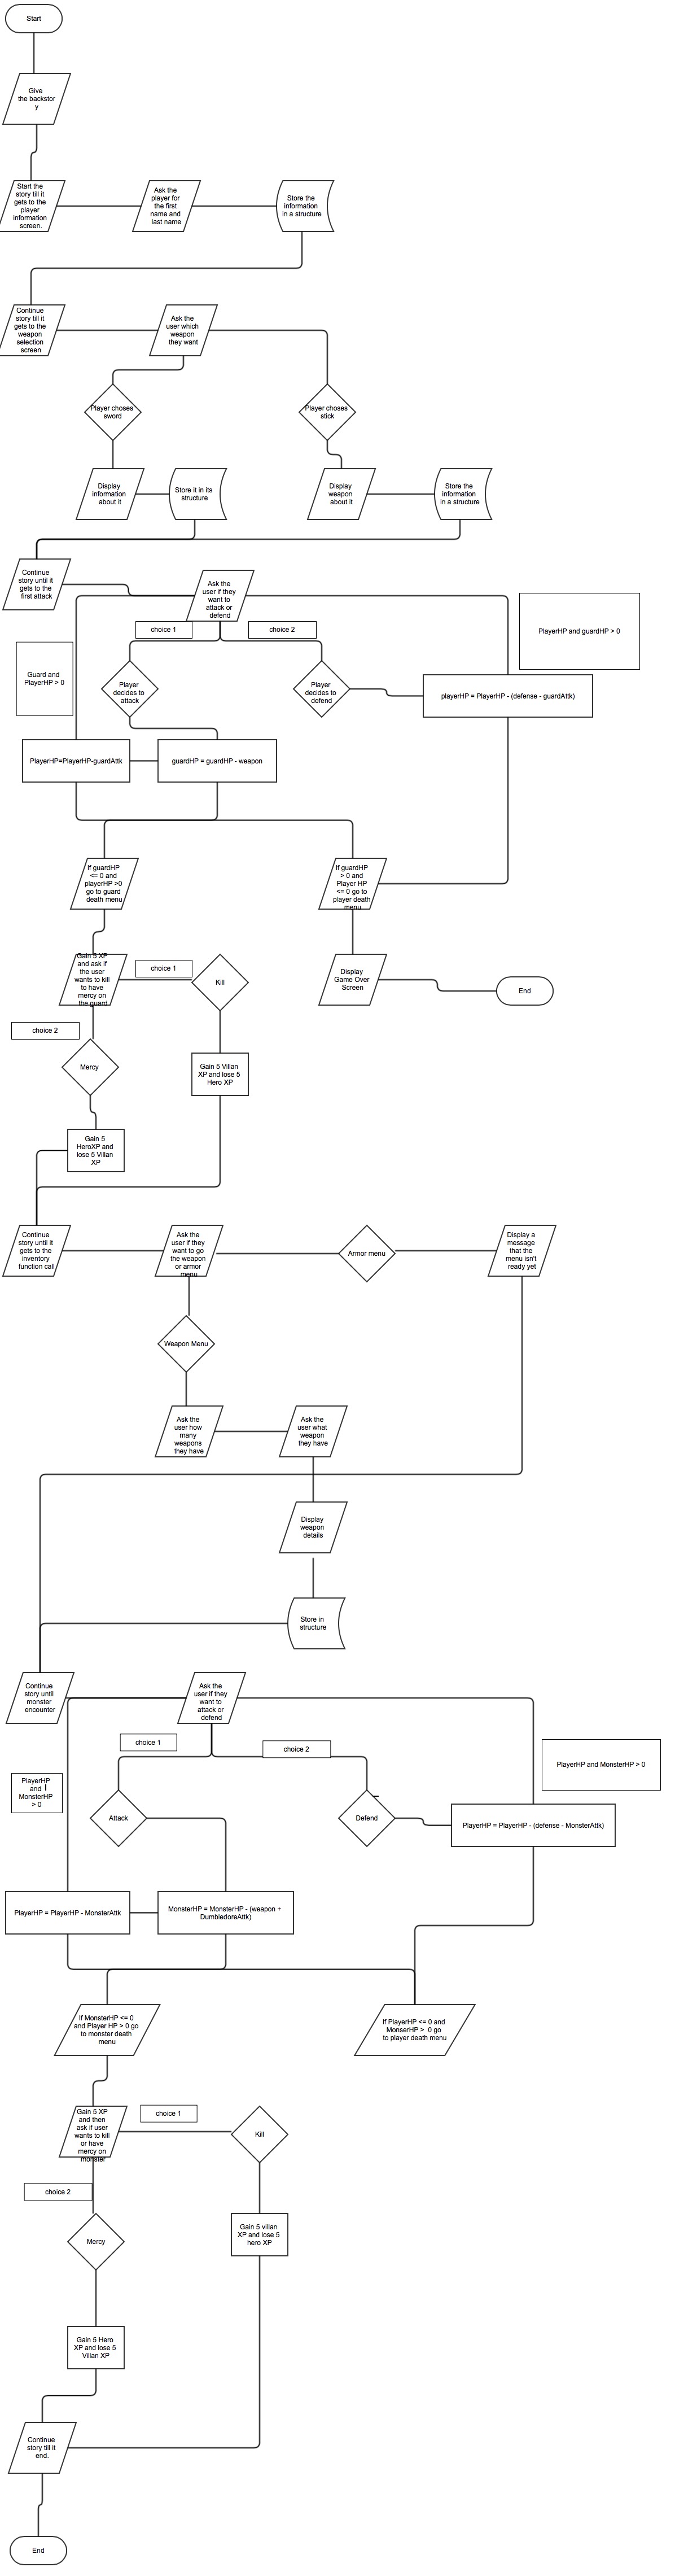 Start
Give
the backstor
y
Start the
story till it
gets to the
player
information
screen.
Ask the
player for
the first
name and
last name
Store the
information
in a structure
Continue
story till it
gets to the
weapon
selection
screen
Ask the
user which
weapon
they want
Player choses
sword
Player choses
stick
Display
information
about it
Store it in its
structure
Display
weapon
about it
Store the
information
in a structure
Continue
story until it
gets to the
first attack
Ask the
user if they
want to
attack or
defend
PlayerHP and guardHP > 0
choice 1
choice 2
Guard and
PlayerHP > 0
Player
decides to
attack
Player
decides to
defend
playerHP = PlayerHP - (defense - guardAttk)
PlayerHP=PlayerHP-guardAttk
guardHP = guardHP - weapon
If guardHP
<= 0 and
playerHP >0
go to guard
death menu
If guardHP
> 0 and
Player HP
<= 0 go to
player death
menu
Gain 5 XP
and ask if
the user
wants to kill
to have
mercy on
the guard
choice 1
Kill
Display
Game Over
Screen
End
choice 2
Mercy
Gain 5 Villan
XP and lose 5
Hero XP
Gain 5
HeroXP and
lose 5 Villan
XP
Continue
story until it
gets to the
inventory
function call
Ask the
user if they
want to go
the weapon
or armor
menu
Armor menu
Display a
message
that the
menu isn't
ready yet
Weapon Menu
Ask the
user how
many
weapons
they have
Ask the
user what
weapon
they have
Display
weapon
details
Store in
structure
Continue
story until
monster
encounter
Ask the
user if they
want to
attack or
defend
choice 1
choice 2
PlayerHP and MonsterHP > 0
PlayerHP
and
MonsterHP
> 0
Attack
Defend
PlayerHP = PlayerHP - (defense - MonsterAttk)
PlayerHP = PlayerHP - MonsterAttk
MonsterHP = MonsterHP - (weapon +
DumbledoreAttk)
If MonsterHP <= 0
and Player HP > 0 go
to monster death
menu
If PlayerHP <= 0 and
MonserHP > 0 go
to player death menu
Gain 5 XP
and then
ask if user
wants to kill
or have
mercy on
monster
choice 1
Kill
choice 2
Mercy
Gain 5 villan
XP and lose 5
hero XP
Gain 5 Hero
XP and lose 5
Villan XP
Continue
story till it
end.
End